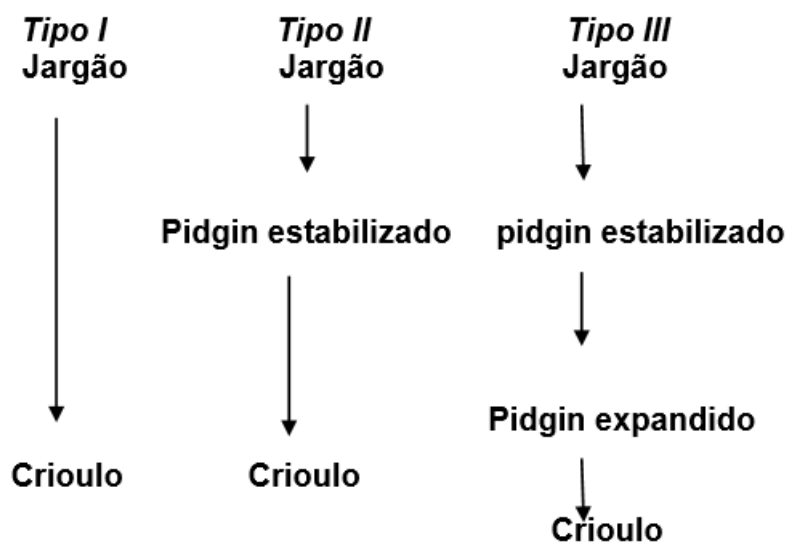 Tipo I Tipo II Tipo III
Jargão Jargão Jargão
Pidgin estabilizado pidgin estabilizado
Pidgin expandido
Crioulo Crioulo
Crioulo